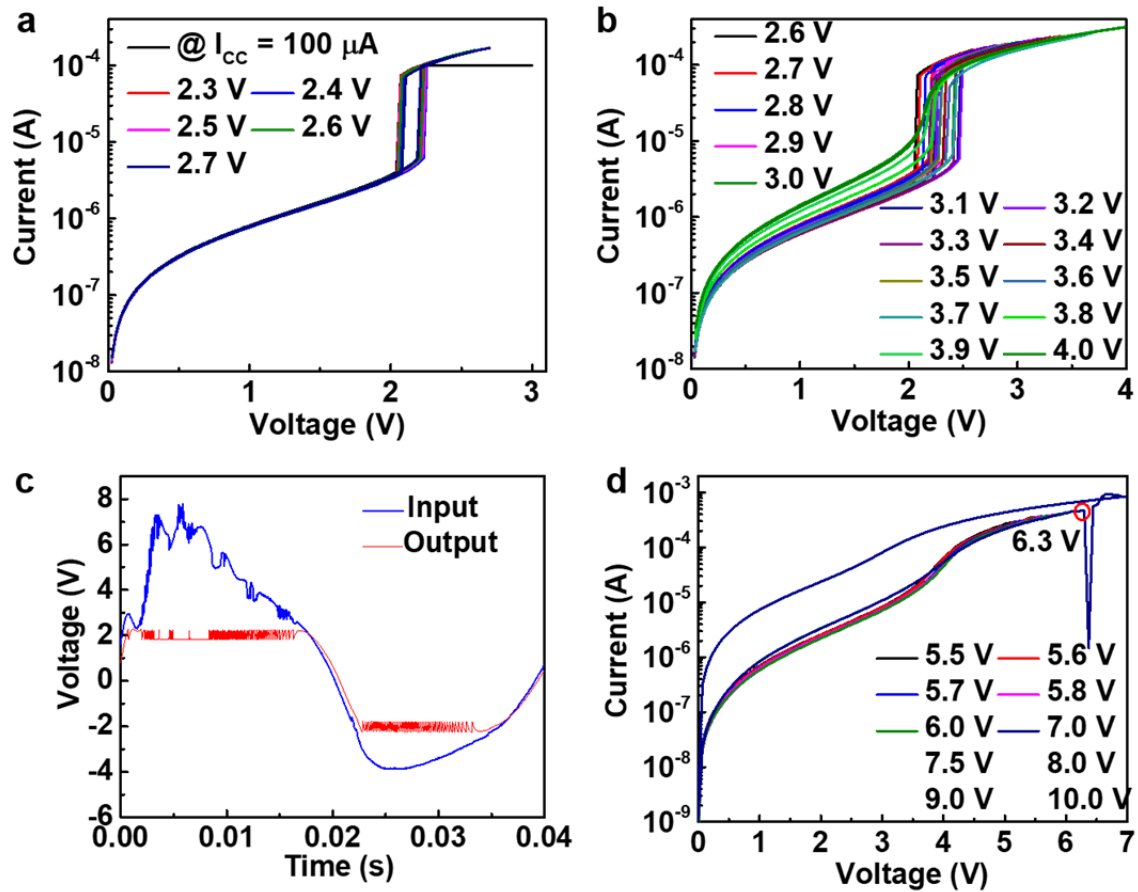 a
@ Icc = 100 μA
2.3 V 2.4 V
2.5 V 2.6 V
2.7 V
10⁻⁴
10⁻⁵
10⁻⁶
10⁻⁷
10⁻⁸
Current (A)
0 1 2 3
Voltage (V)
b
2.6 V
2.7 V
2.8 V
2.9 V
3.0 V
3.1 V 3.2 V
3.3 V 3.4 V
3.5 V 3.6 V
3.7 V 3.8 V
3.9 V 4.0 V
10⁻⁴
10⁻⁵
10⁻⁶
10⁻⁷
10⁻⁸
Current (A)
0 1 2 3 4
Voltage (V)
c
Input
Output
8
6
4
2
0
-2
-4
-6
Voltage (V)
0.00 0.01 0.02 0.03 0.04
Time (s)
d
6.3 V
5.5 V 5.6 V
5.7 V 5.8 V
6.0 V 7.0 V
7.5 V 8.0 V
9.0 V 10.0 V
10⁻³
10⁻⁴
10⁻⁵
10⁻⁶
10⁻⁷
10⁻⁸
10⁻⁹
Current (A)
0 1 2 3 4 5 6 7
Voltage (V)